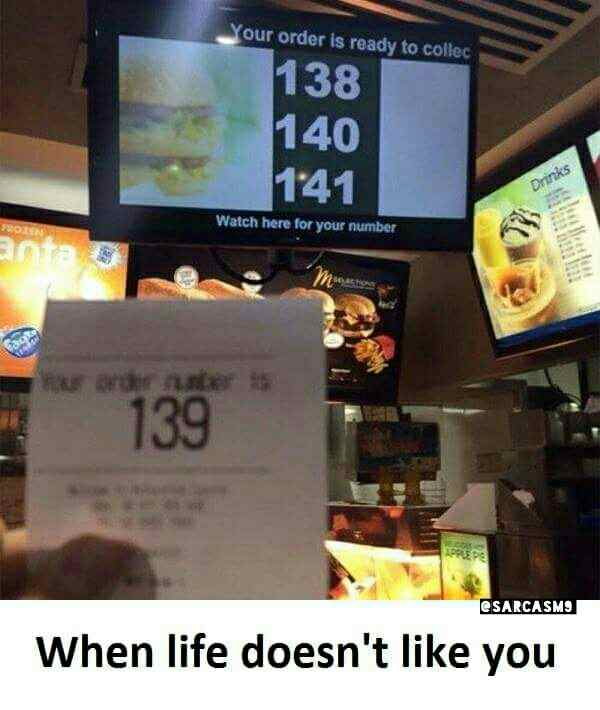 Your order is ready to collec
138
140
141
Watch here for your number
Drinks
FROZEN
anta
Your order number is
139
APPLE PIE
@SARCASM9
When life doesn't like you